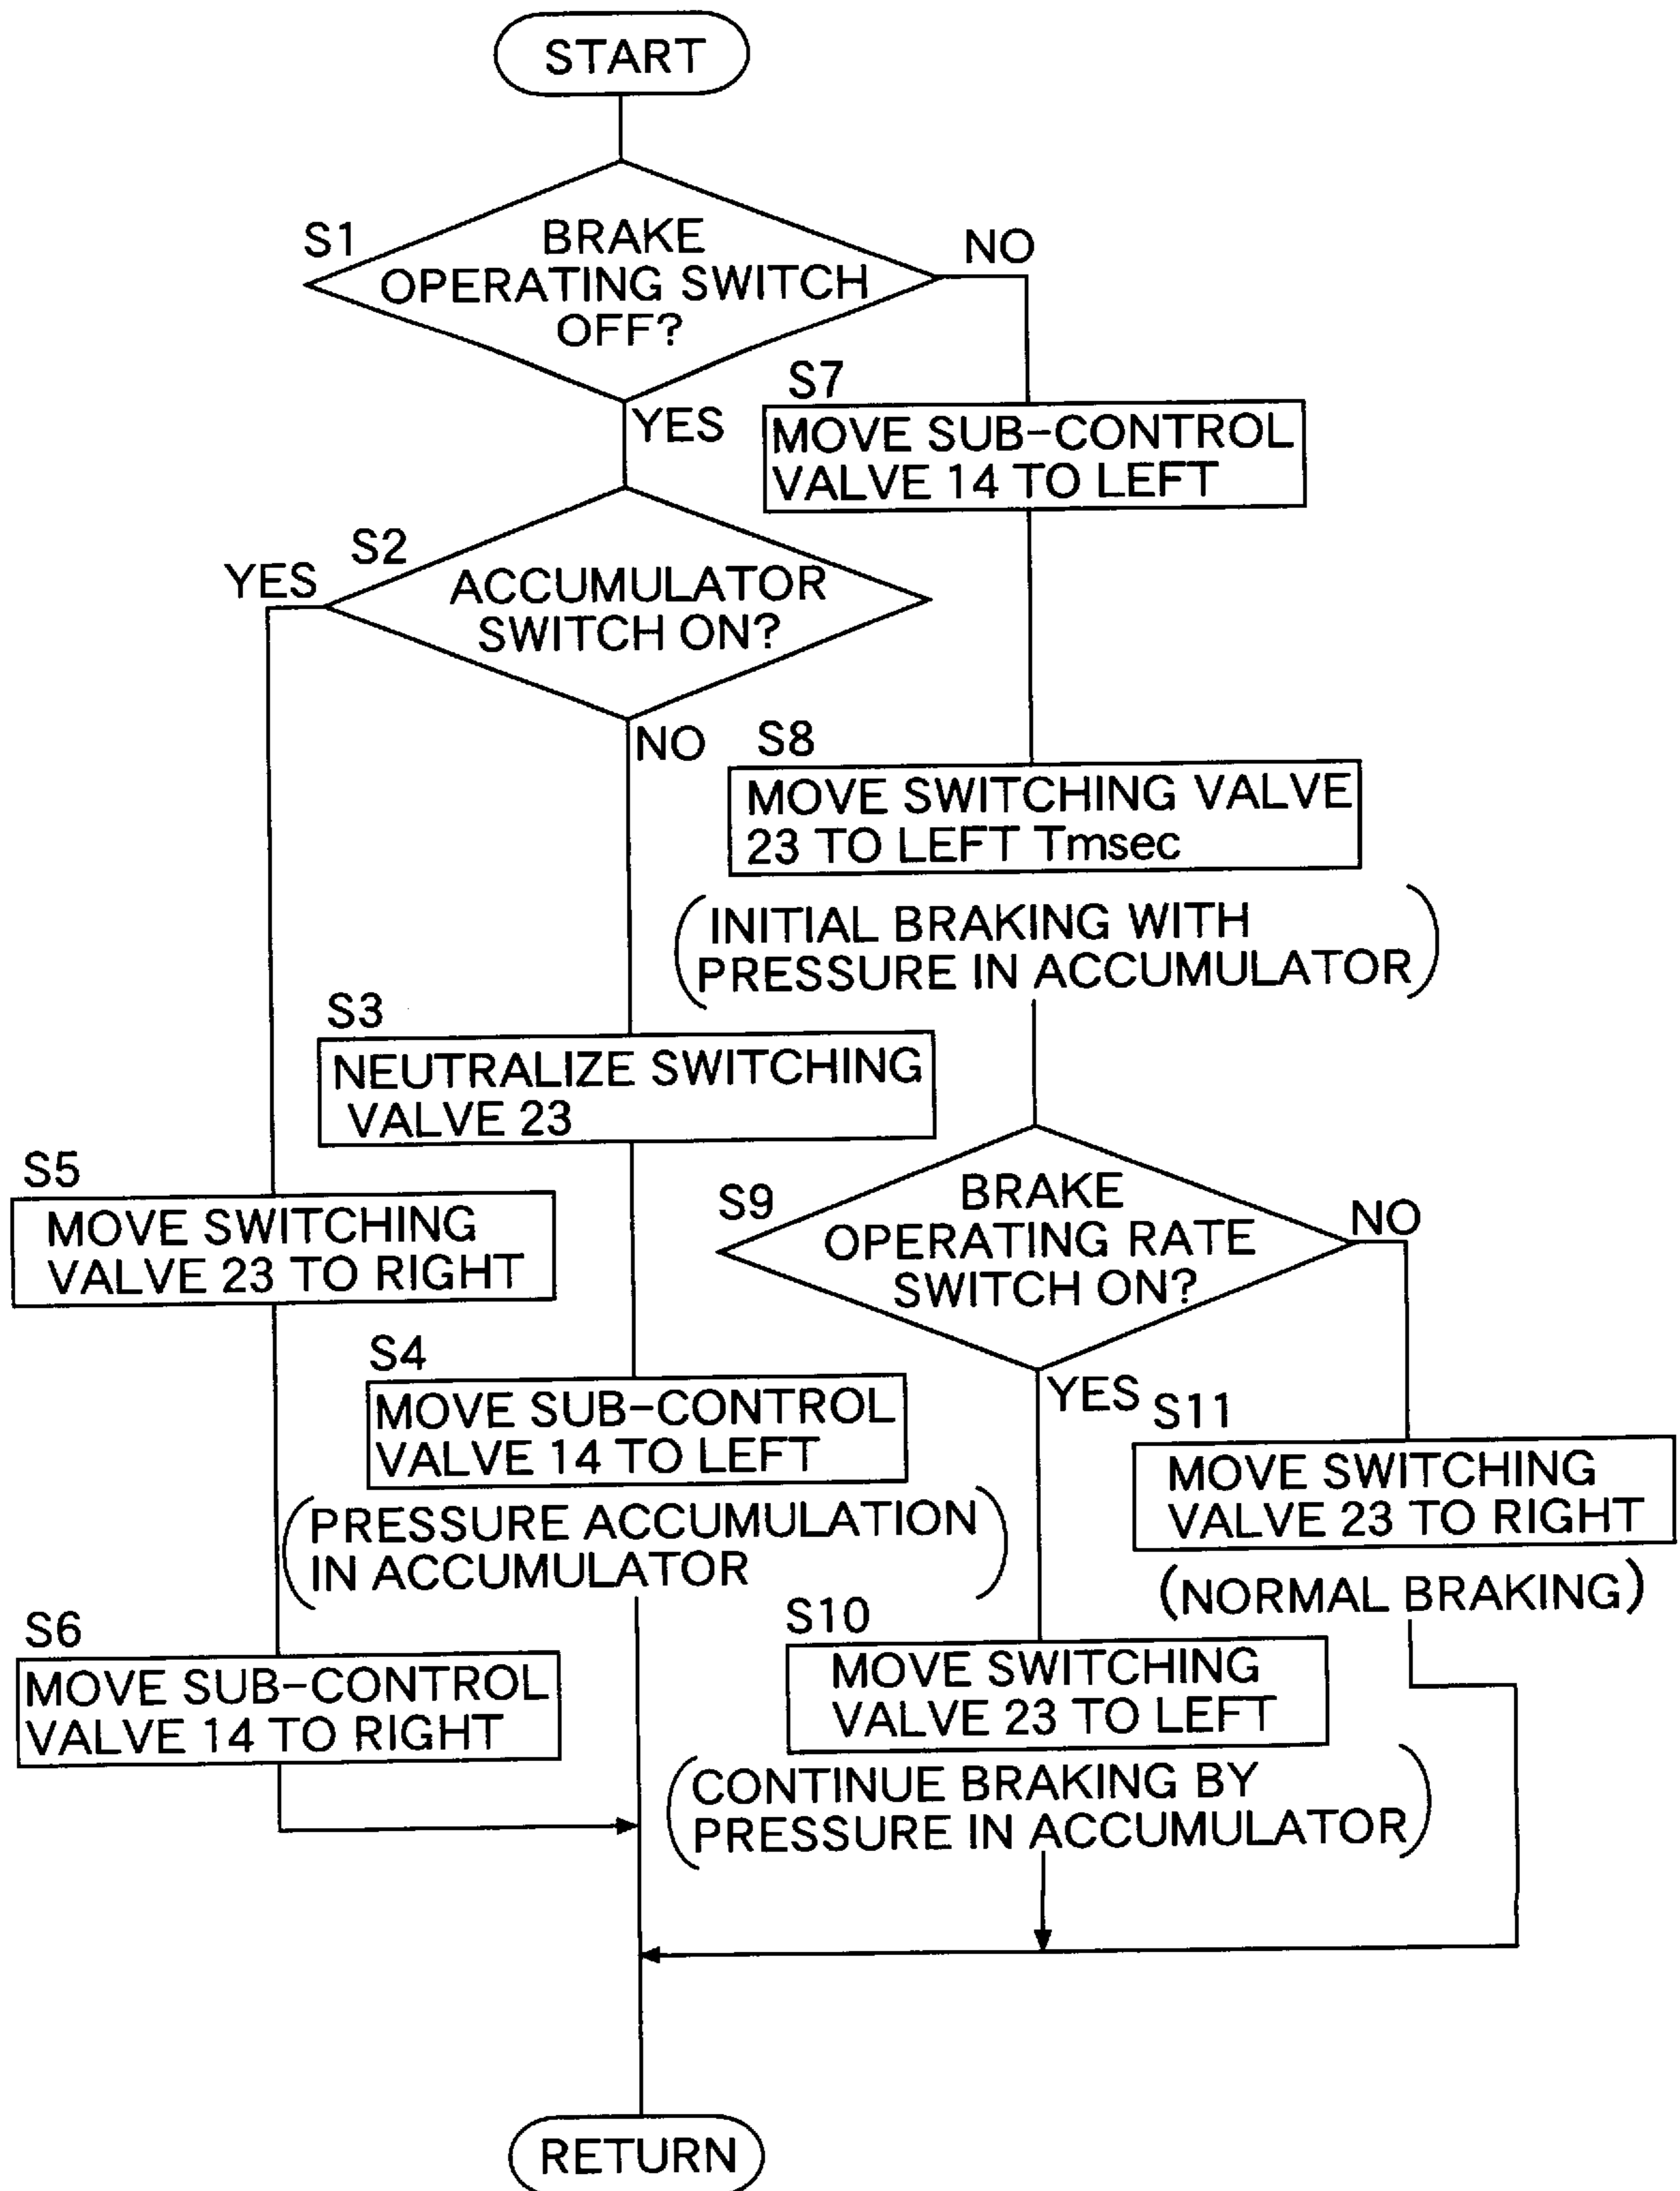 START
S1
BRAKE
OPERATING SWITCH
OFF?
NO
YES
S7
MOVE SUB-CONTROL
VALVE 14 TO LEFT
S2
YES
ACCUMULATOR
SWITCH ON?
NO
S8
MOVE SWITCHING VALVE
23 TO LEFT Tmsec
(INITIAL BRAKING WITH
PRESSURE IN ACCUMULATOR)
S3
NEUTRALIZE SWITCHING
VALVE 23
S5
MOVE SWITCHING
VALVE 23 TO RIGHT
S9
BRAKE
OPERATING RATE
SWITCH ON?
NO
YES
S4
MOVE SUB-CONTROL
VALVE 14 TO LEFT
(PRESSURE ACCUMULATION
IN ACCUMULATOR)
S11
MOVE SWITCHING
VALVE 23 TO RIGHT
(NORMAL BRAKING)
S6
MOVE SUB-CONTROL
VALVE 14 TO RIGHT
S10
MOVE SWITCHING
VALVE 23 TO LEFT
(CONTINUE BRAKING BY
PRESSURE IN ACCUMULATOR)
RETURN